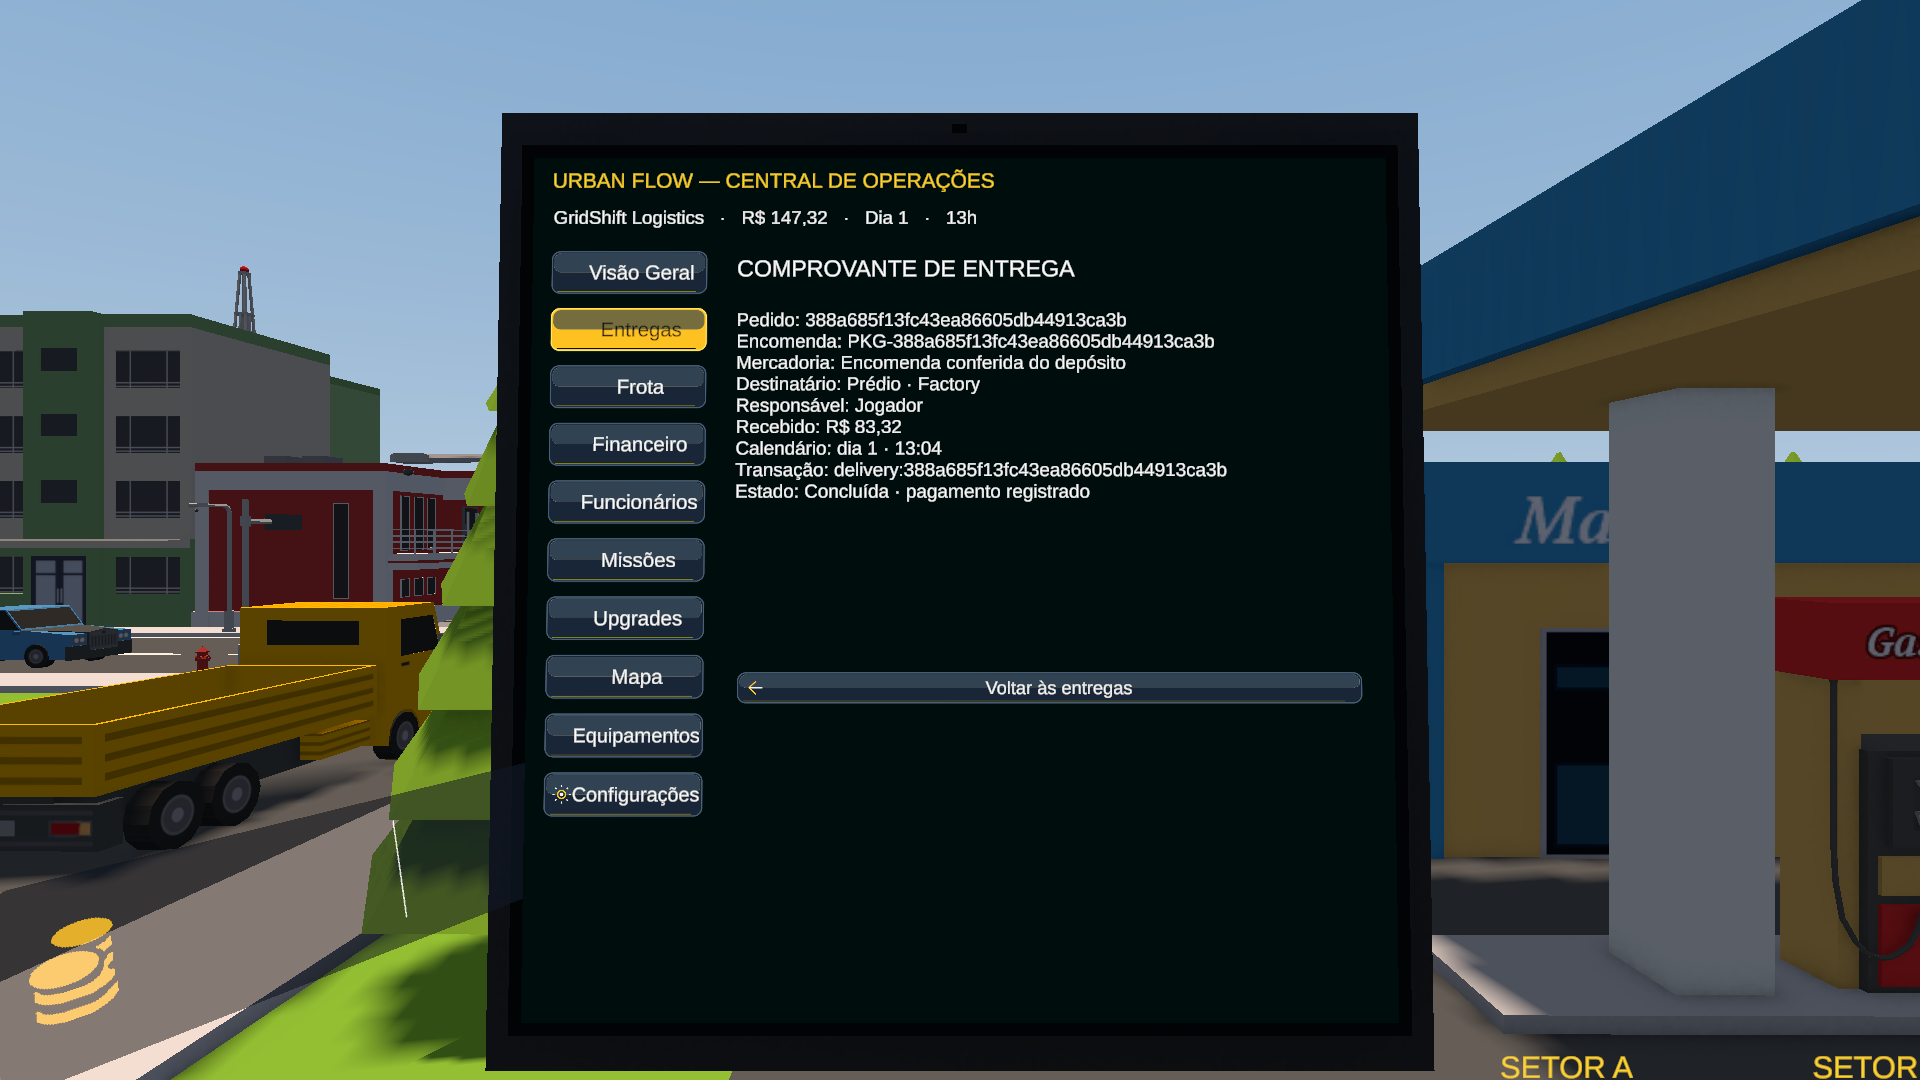 URBAN FLOW — CENTRAL DE OPERAÇÕES
GridShift Logistics · R$ 147,32 · Dia 1 · 13h
Visão Geral
Entregas
Frota
Financeiro
Funcionários
Missões
Upgrades
Mapa
Equipamentos
Configurações
COMPROVANTE DE ENTREGA
Pedido: 388a685f13fc43ea86605db44913ca3b
Encomenda: PKG-388a685f13fc43ea86605db44913ca3b
Mercadoria: Encomenda conferida do depósito
Destinatário: Prédio · Factory
Responsável: Jogador
Recebido: R$ 83,32
Calendário: dia 1 · 13:04
Transação: delivery:388a685f13fc43ea86605db44913ca3b
Estado: Concluída · pagamento registrado
Voltar às entregas
Ma
Ga
SETOR A
SETOR